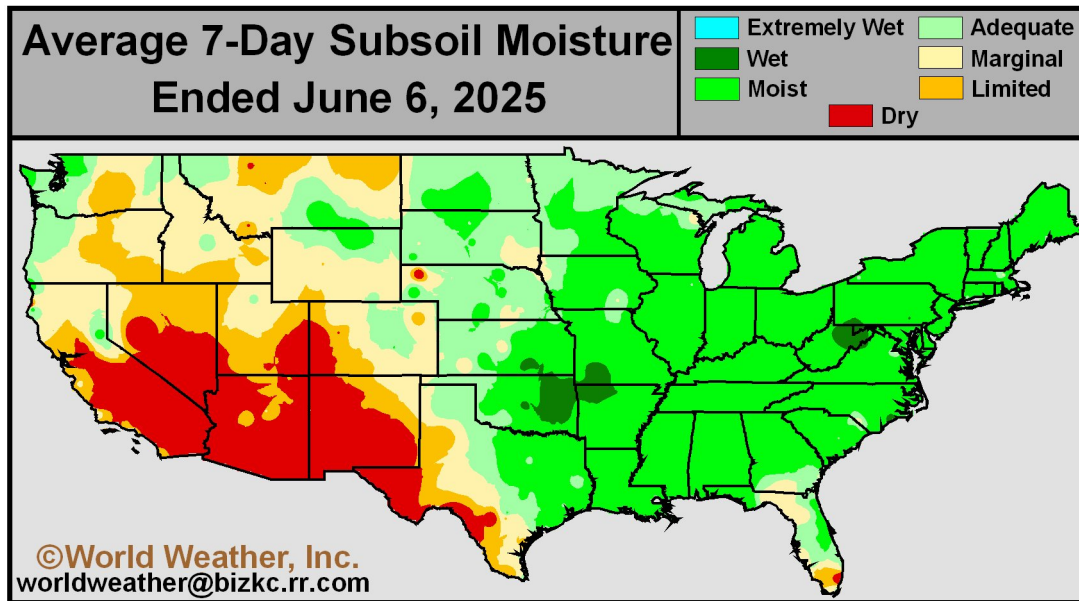 Average 7-Day Subsoil Moisture
Ended June 6, 2025
Extremely Wet
Adequate
Wet
Marginal
Moist
Limited
Dry
©World Weather, Inc.
worldweather@bizkc.rr.com